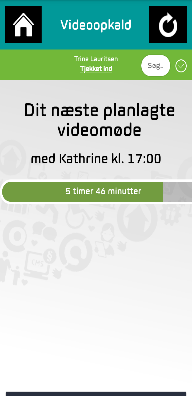 Videoopkald
Trine Lauritsen
Tjekket ind
Søg..
Dit næste planlagte
videomøde
med Kathrine kl. 17:00
5 timer 46 minutter